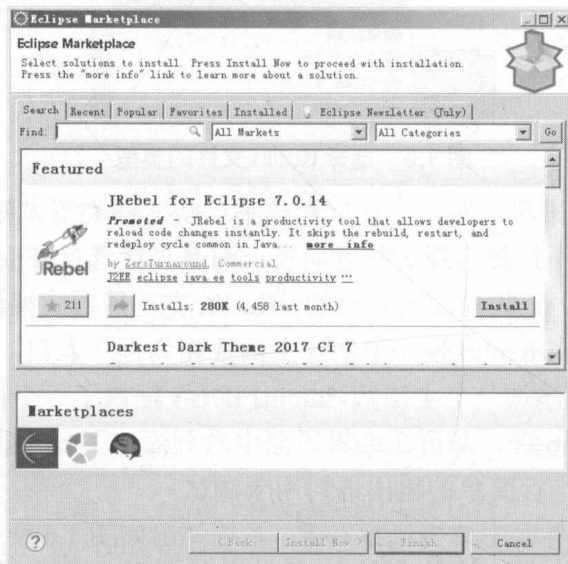 Eclipse Marketplace
Eclipse Marketplace
Select solutions to install. Press Install Now to proceed with installation.
Press the "more info" link to learn more about a solution.
Search Recent Popular Favorites Installed Eclipse Newsletter (July)
Find: All Markets All Categories Go
Featured
JRebel for Eclipse 7.0.14
Promoted - JRebel is a productivity tool that allows developers to
reload code changes instantly. It skips the rebuild, restart, and
redeploy cycle common in Java... more info
JRebel
by ZeroTurnaround, Commercial
J2EE eclipse java ee tools productivity ...
211 Installs: 280K (4,458 last month) Install
Darkest Dark Theme 2017 CI 7
Marketplaces
? < Back Install Now > Finish Cancel